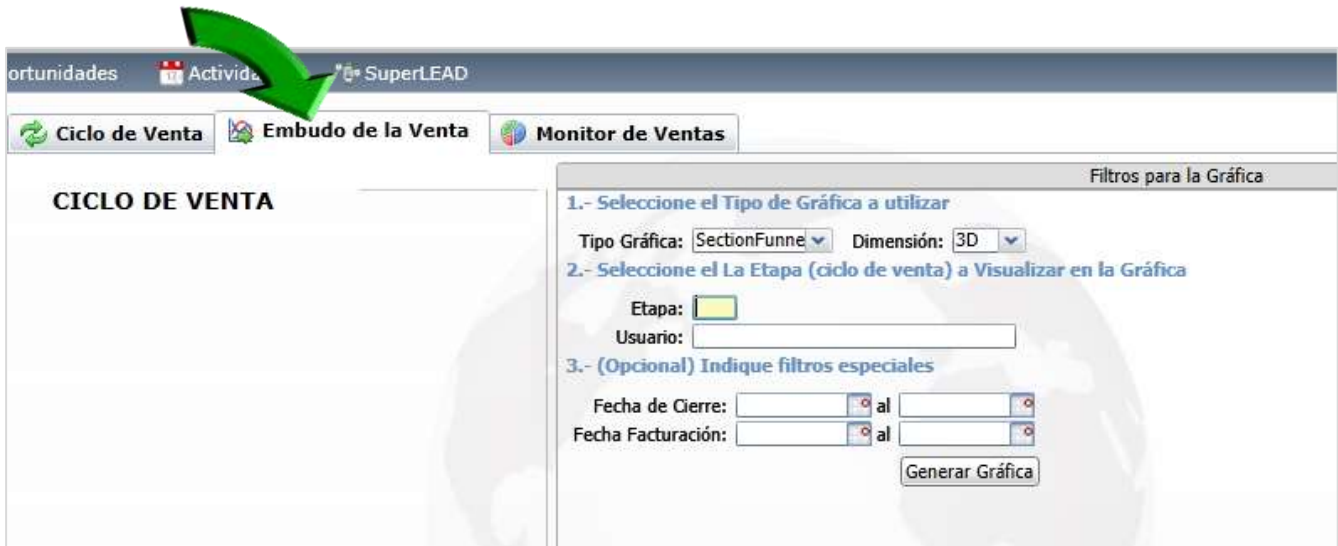 ortunidades Activida SuperLEAD
Ciclo de Venta Embudo de la Venta Monitor de Ventas
CICLO DE VENTA
Filtros para la Gráfica
1.- Seleccione el Tipo de Gráfica a utilizar
Tipo Gráfica: SectionFunne Dimensión: 3D
2.- Seleccione el La Etapa (ciclo de venta) a Visualizar en la Gráfica
Etapa:
Usuario:
3.- (Opcional) Indique filtros especiales
Fecha de Cierre: al
Fecha Facturación: al
Generar Gráfica